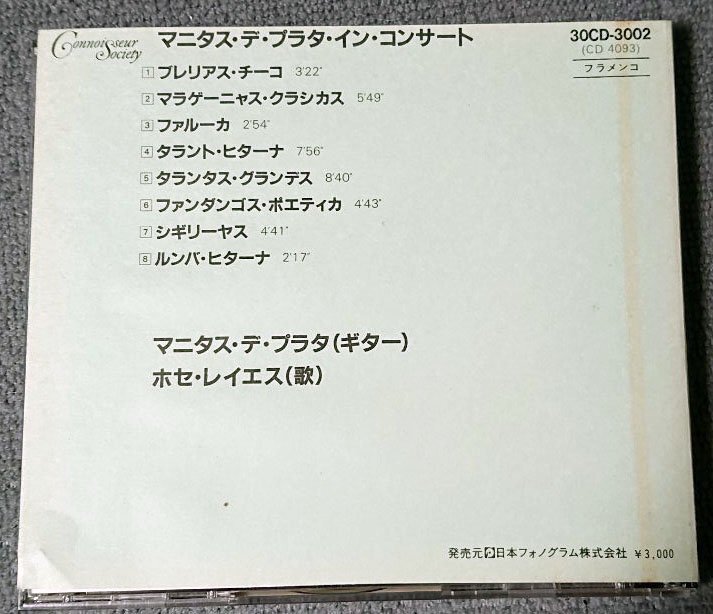 Connoisseur Society
マニタス・デ・プラタ・イン・コンサート
30CD-3002
(CD 4093)
フラメンコ
1 ブレリアス・チーコ 3'22"
2 マラゲーニャス・クラシカス 5'49"
3 ファルーカ 2'54"
4 タラント・ヒターナ 7'56"
5 タランタス・グランデス 8'40"
6 ファンダンゴス・ポエティカ 4'43"
7 シギリーヤス 4'41"
8 ルンバ・ヒターナ 2'17"
マニタス・デ・プラタ(ギター)
ホセ・レイエス(歌)
発売元 日本フォノグラム株式会社 ¥3,000